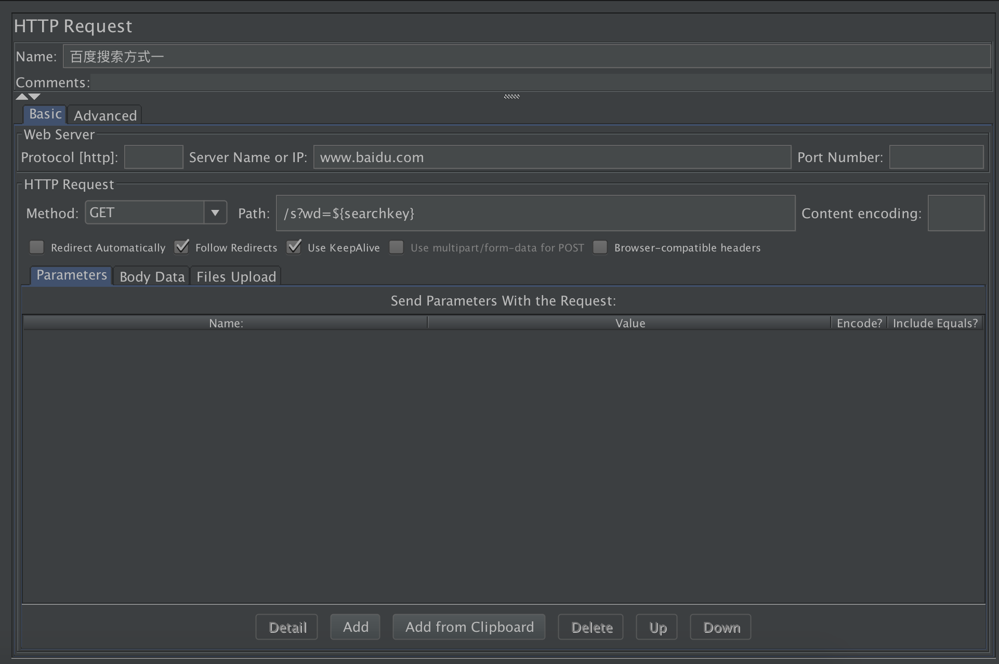 HTTP Request
Name: 百度搜索方式一
Comments:
Basic Advanced
Web Server
Protocol [http]: Server Name or IP: www.baidu.com Port Number:
HTTP Request
Method: GET Path: /s?wd=${searchkey} Content encoding:
Redirect Automatically Follow Redirects Use KeepAlive Use multipart/form-data for POST Browser-compatible headers
Parameters Body Data Files Upload
Send Parameters With the Request:
Name: Value Encode? Include Equals?
Detail Add Add from Clipboard Delete Up Down